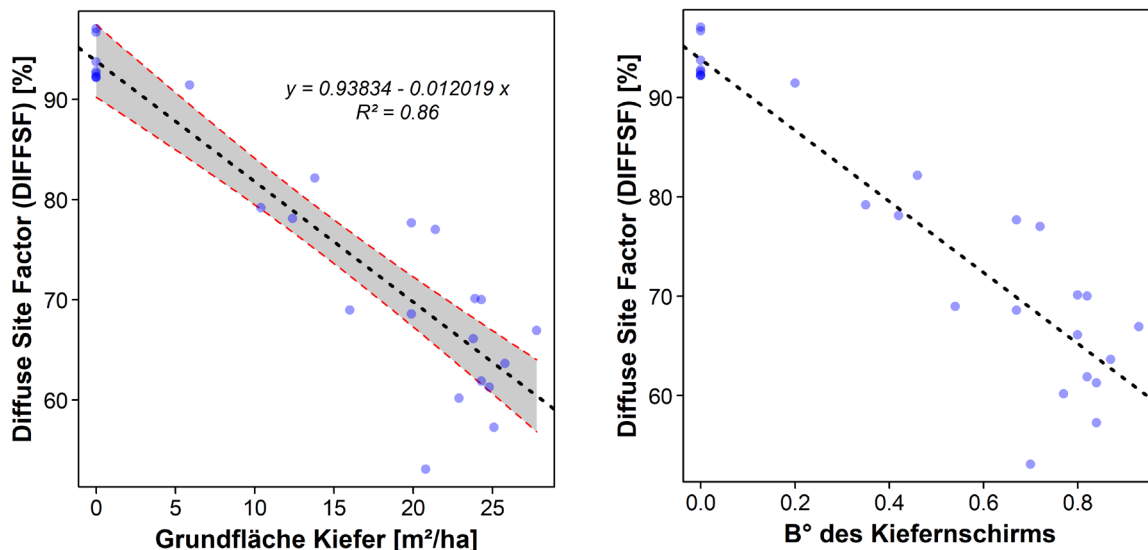 Diffuse Site Factor (DIFFSF) [%]
90
80
70
60
y = 0.93834 - 0.012019 x
R² = 0.86
0 5 10 15 20 25
Grundfläche Kiefer [m²/ha]
Diffuse Site Factor (DIFFSF) [%]
90
80
70
60
0.0 0.2 0.4 0.6 0.8
B° des Kiefernschirms